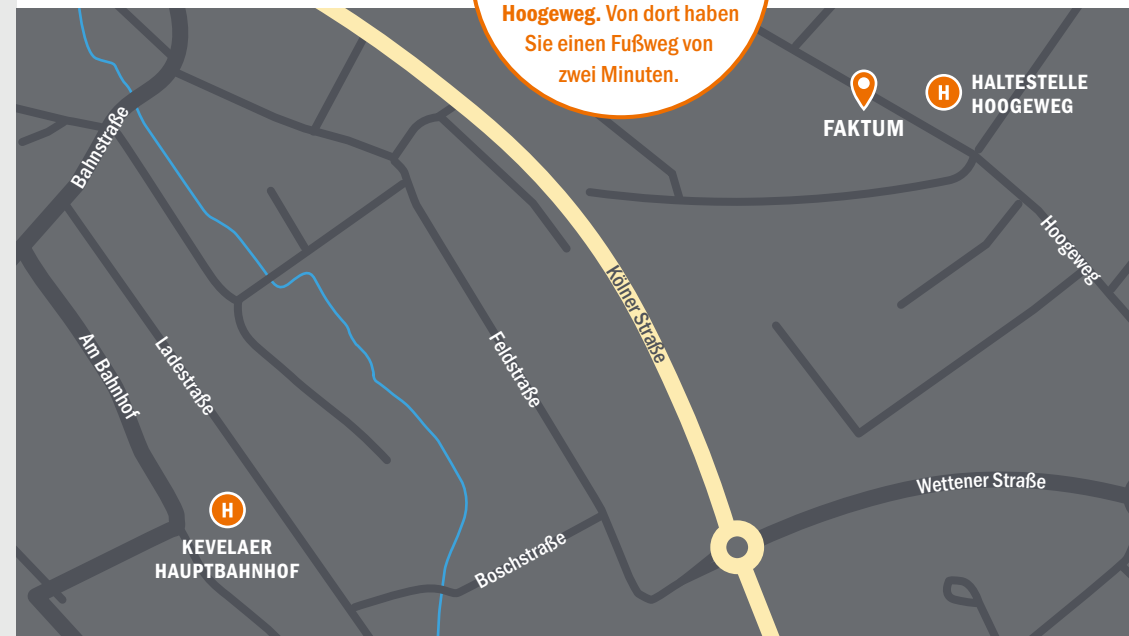 Hoogeweg. Von dort haben
Sie einen Fußweg von
zwei Minuten.
HALTESTELLE
HOOGEWEG
H
FAKTUM
Bahnstraße
Hoogeweg
Kölner Straße
Am Bahnhof
Ladestraße
Feldstraße
Wettener Straße
H
KEVELAER
HAUPTBAHNHOF
Boschstraße